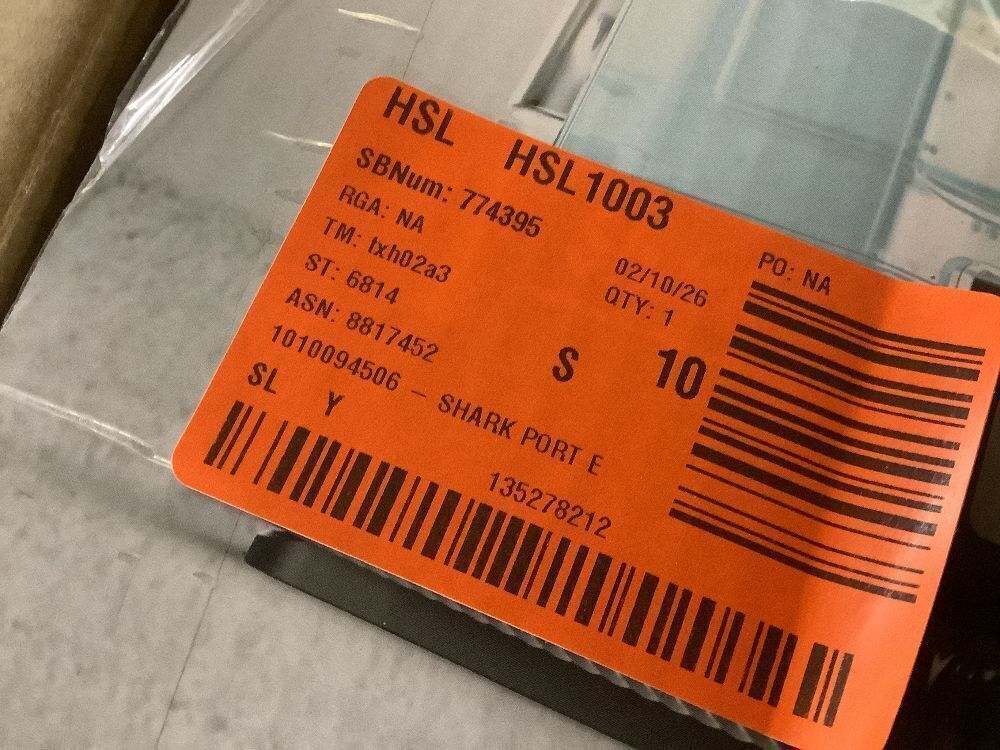 HSL HSL1003
SBNum: 774395
RGA: NA
TM: txh02a3
ST: 6814
ASN: 8817452
02/10/26
QTY: 1
PO: NA
S 10
1010094506 – SHARK PORT E
SL Y
135278212